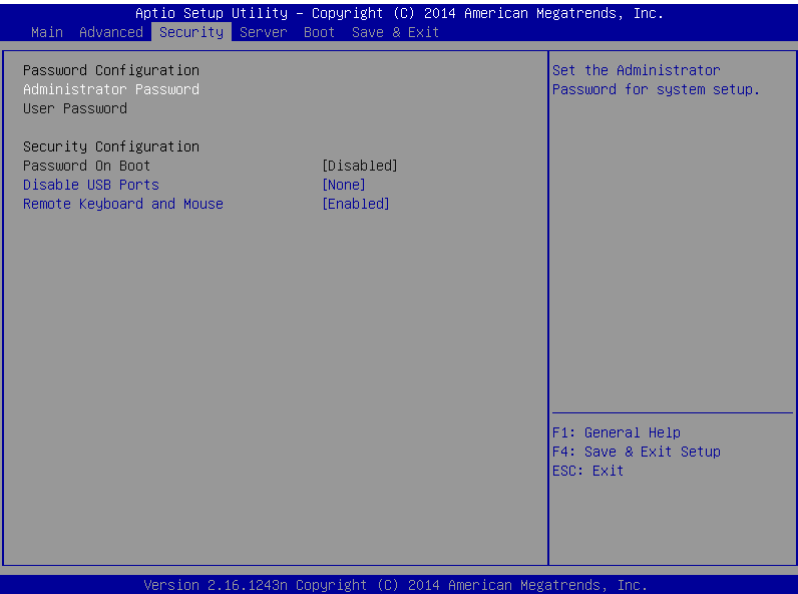 Aptio Setup Utility – Copyright (C) 2014 American Megatrends, Inc.
Main Advanced Security Server Boot Save & Exit
Password Configuration
Administrator Password
User Password
Security Configuration
Password On Boot [Disabled]
Disable USB Ports [None]
Remote Keyboard and Mouse [Enabled]
Set the Administrator
Password for system setup.
F1: General Help
F4: Save & Exit Setup
ESC: Exit
Version 2.16.1243n Copyright (C) 2014 American Megatrends, Inc.